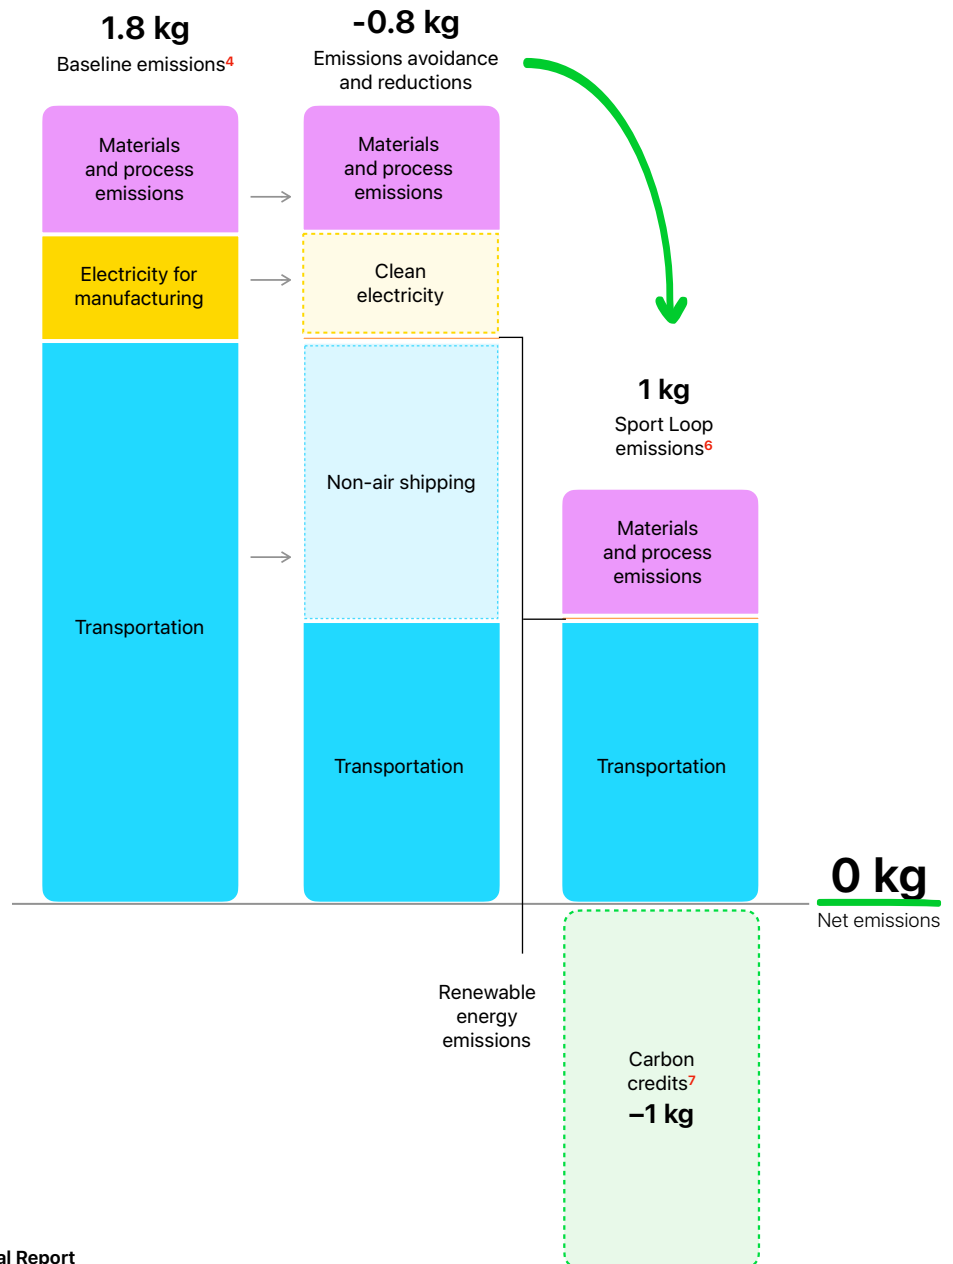 1.8 kg
Baseline emissions4
-0.8 kg
Emissions avoidance
and reductions
Materials
and process
emissions
Materials
and process
emissions
Electricity for
manufacturing
Clean
electricity
1 kg
Sport Loop
emissions6
Non-air shipping
Materials
and process
emissions
Transportation
Transportation
Transportation
0 kg
Net emissions
Renewable
energy
emissions
Carbon
credits7
–1 kg
al Report